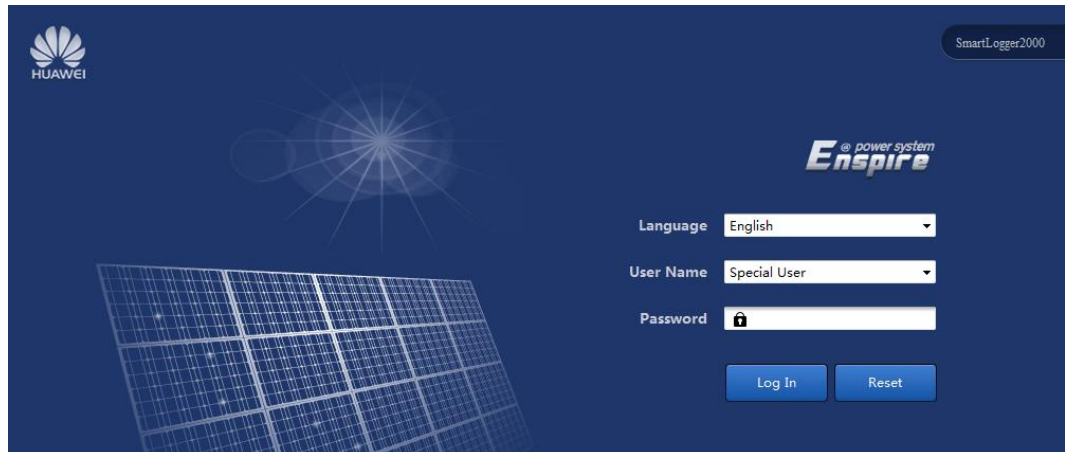 HUAWEI
SmartLogger2000
Enspire @ power system
Language English
User Name Special User
Password
Log In Reset